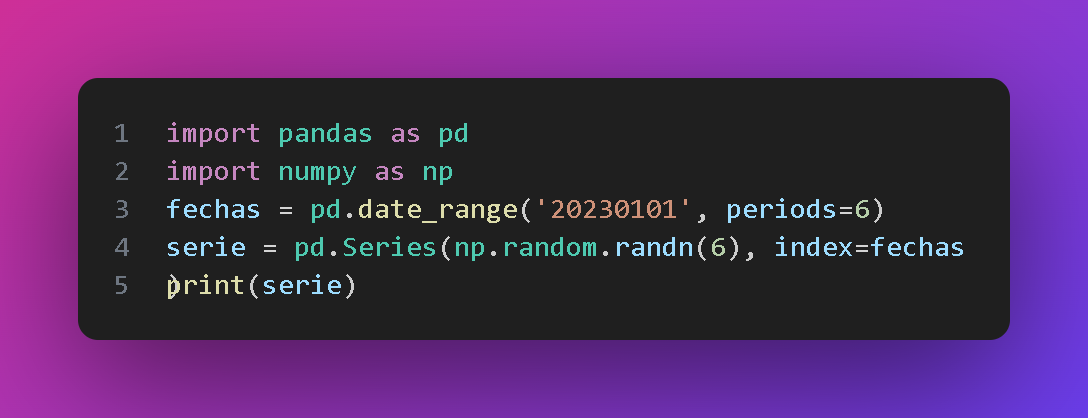 1 import pandas as pd
2 import numpy as np
3 fechas = pd.date_range('20230101', periods=6)
4 serie = pd.Series(np.random.randn(6), index=fechas
)
5 print(serie)